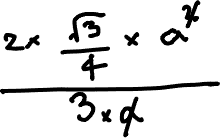 2 × √3/4 × a²
3 × a